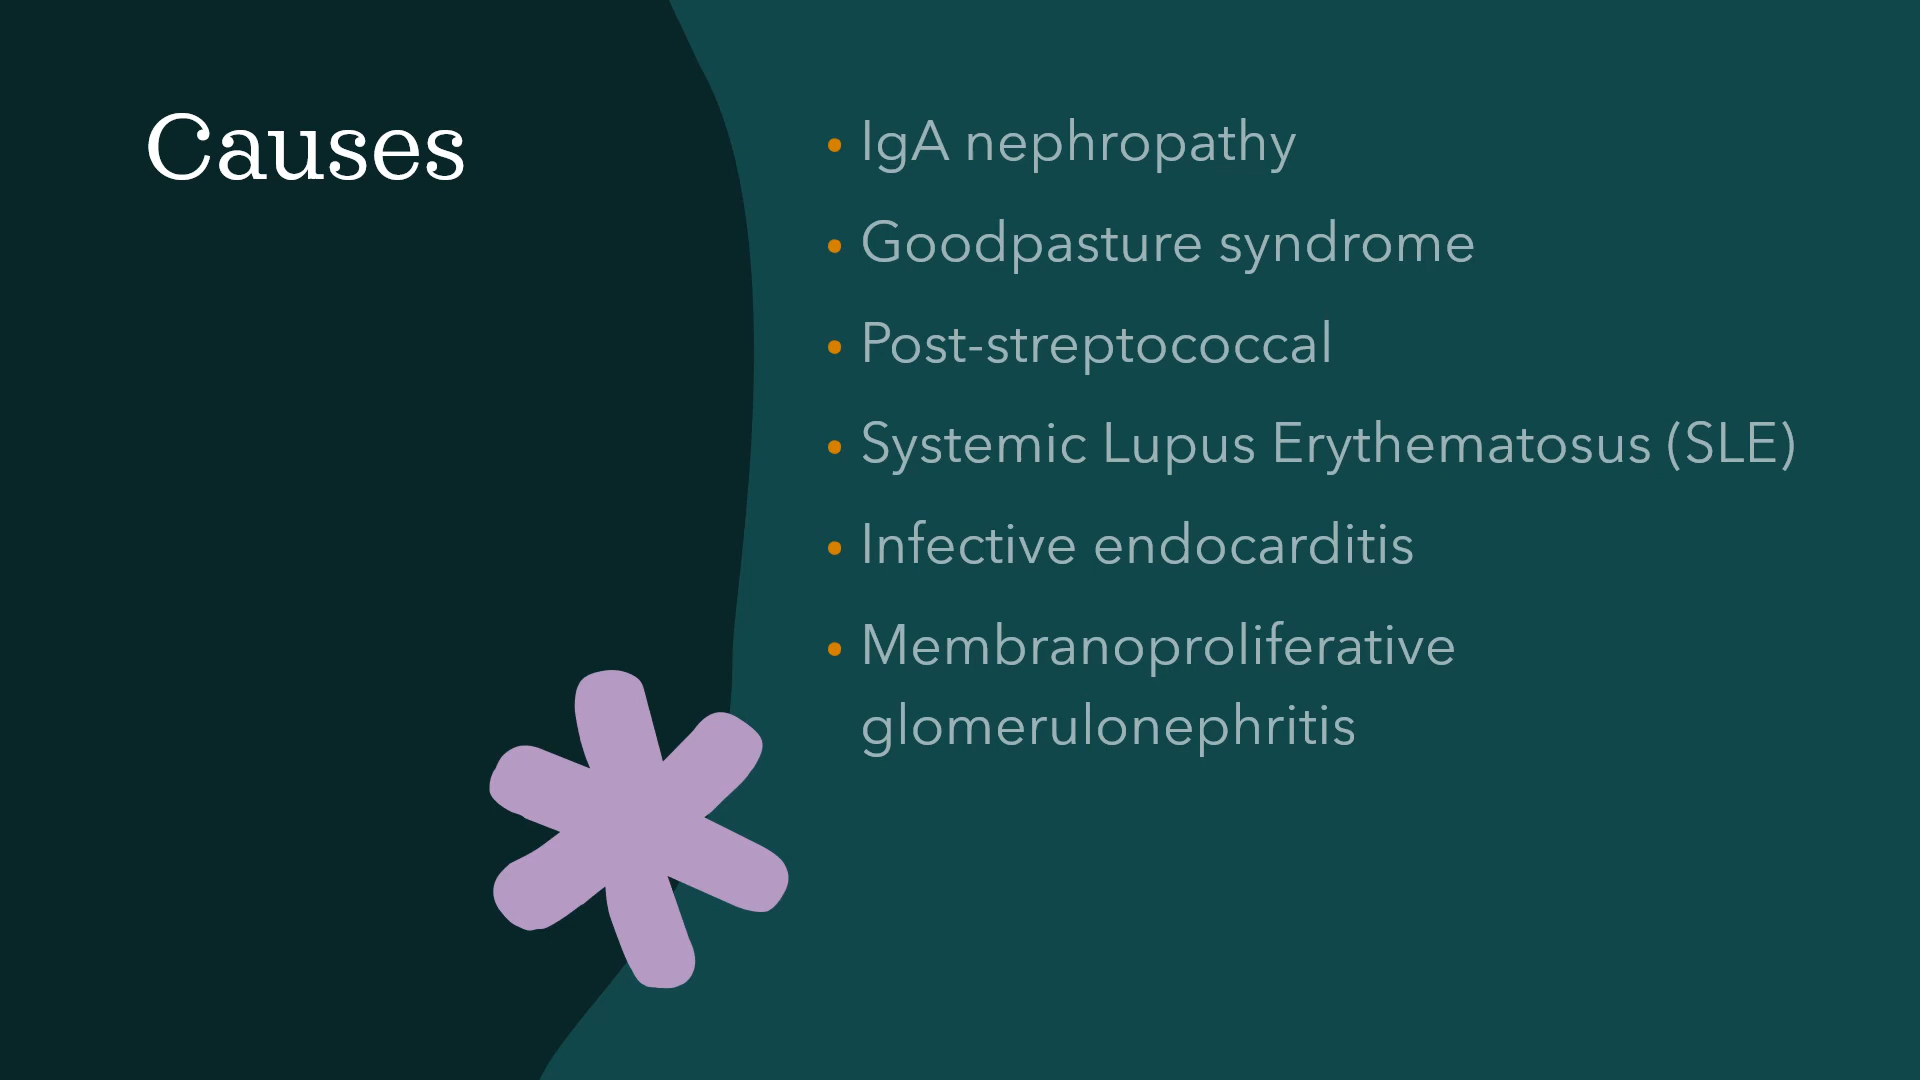 Causes
• IgA nephropathy
• Goodpasture syndrome
• Post-streptococcal
• Systemic Lupus Erythematosus (SLE)
• Infective endocarditis
• Membranoproliferative
glomerulonephritis